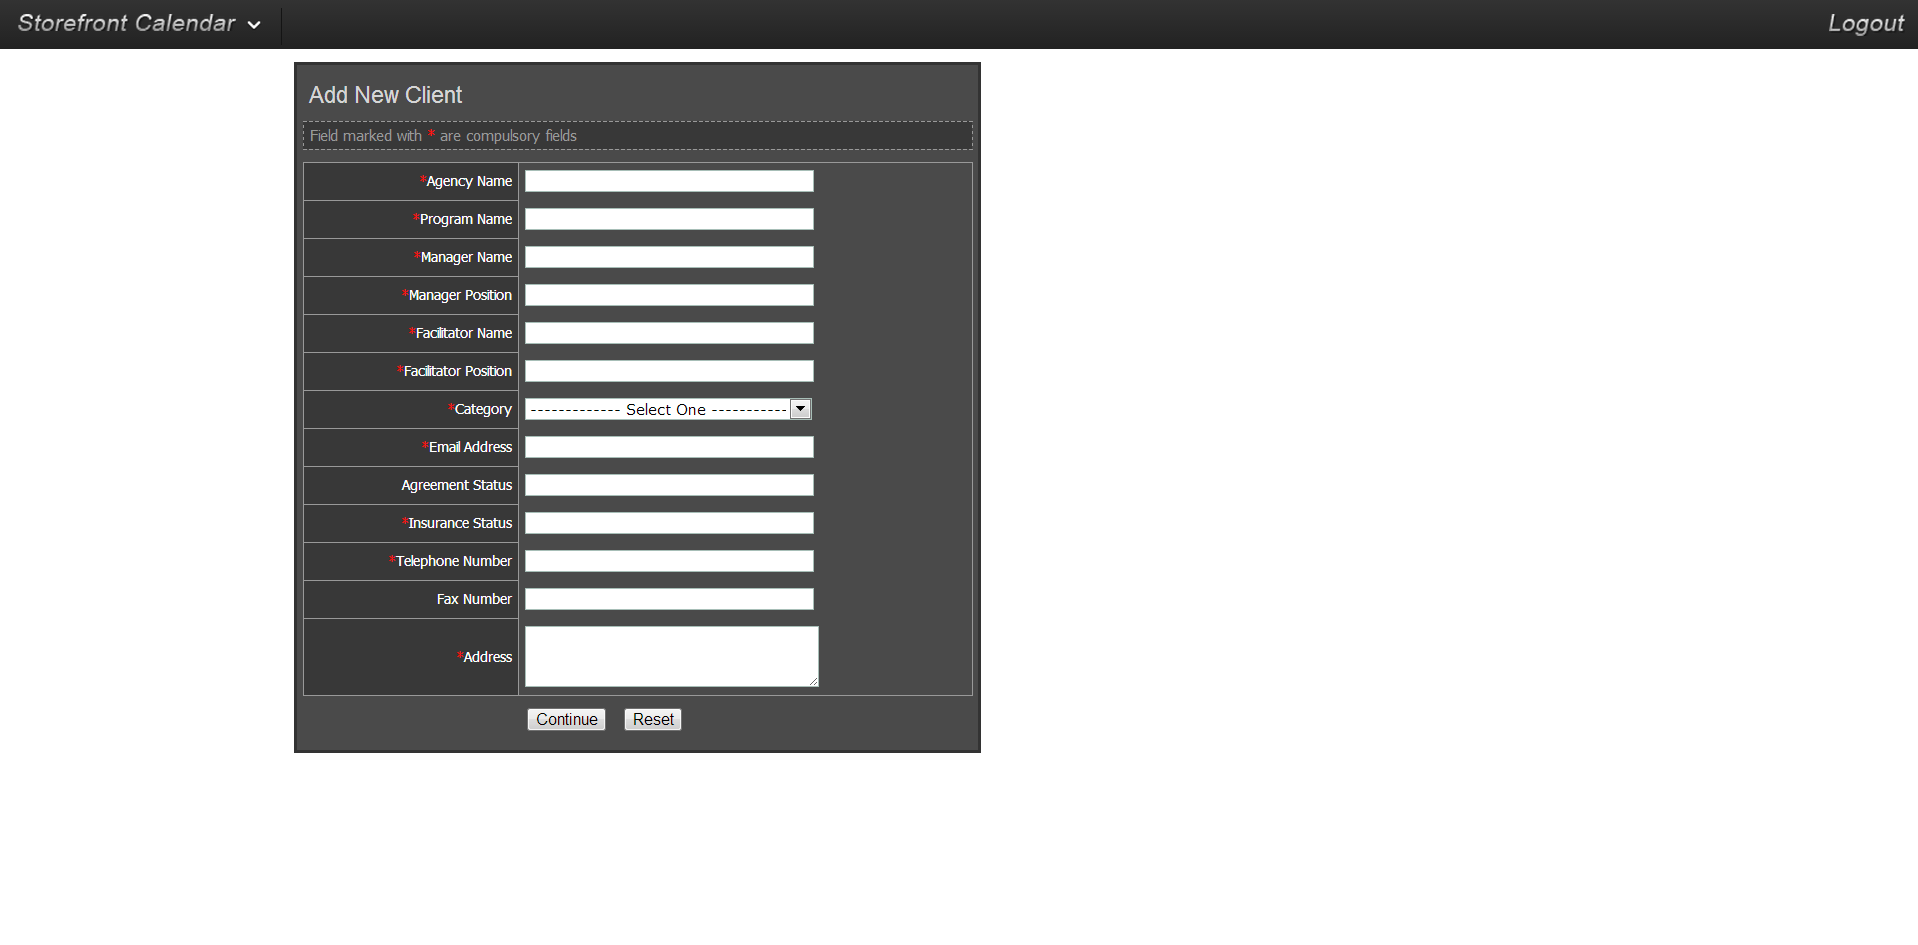 Storefront Calendar
Logout
Add New Client
Field marked with * are compulsory fields
*Agency Name
*Program Name
*Manager Name
*Manager Position
*Facilitator Name
*Facilitator Position
*Category ------------- Select One -----------
*Email Address
Agreement Status
*Insurance Status
*Telephone Number
Fax Number
*Address
Continue Reset